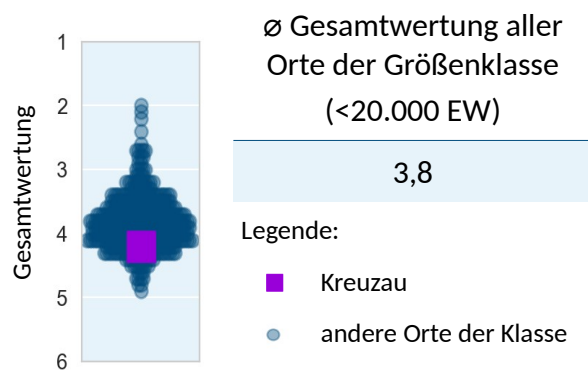 ⌀ Gesamtwertung aller
Orte der Größenklasse
(<20.000 EW)
3,8
Legende:
Kreuzau
andere Orte der Klasse
Gesamtwertung
1
2
3
4
5
6